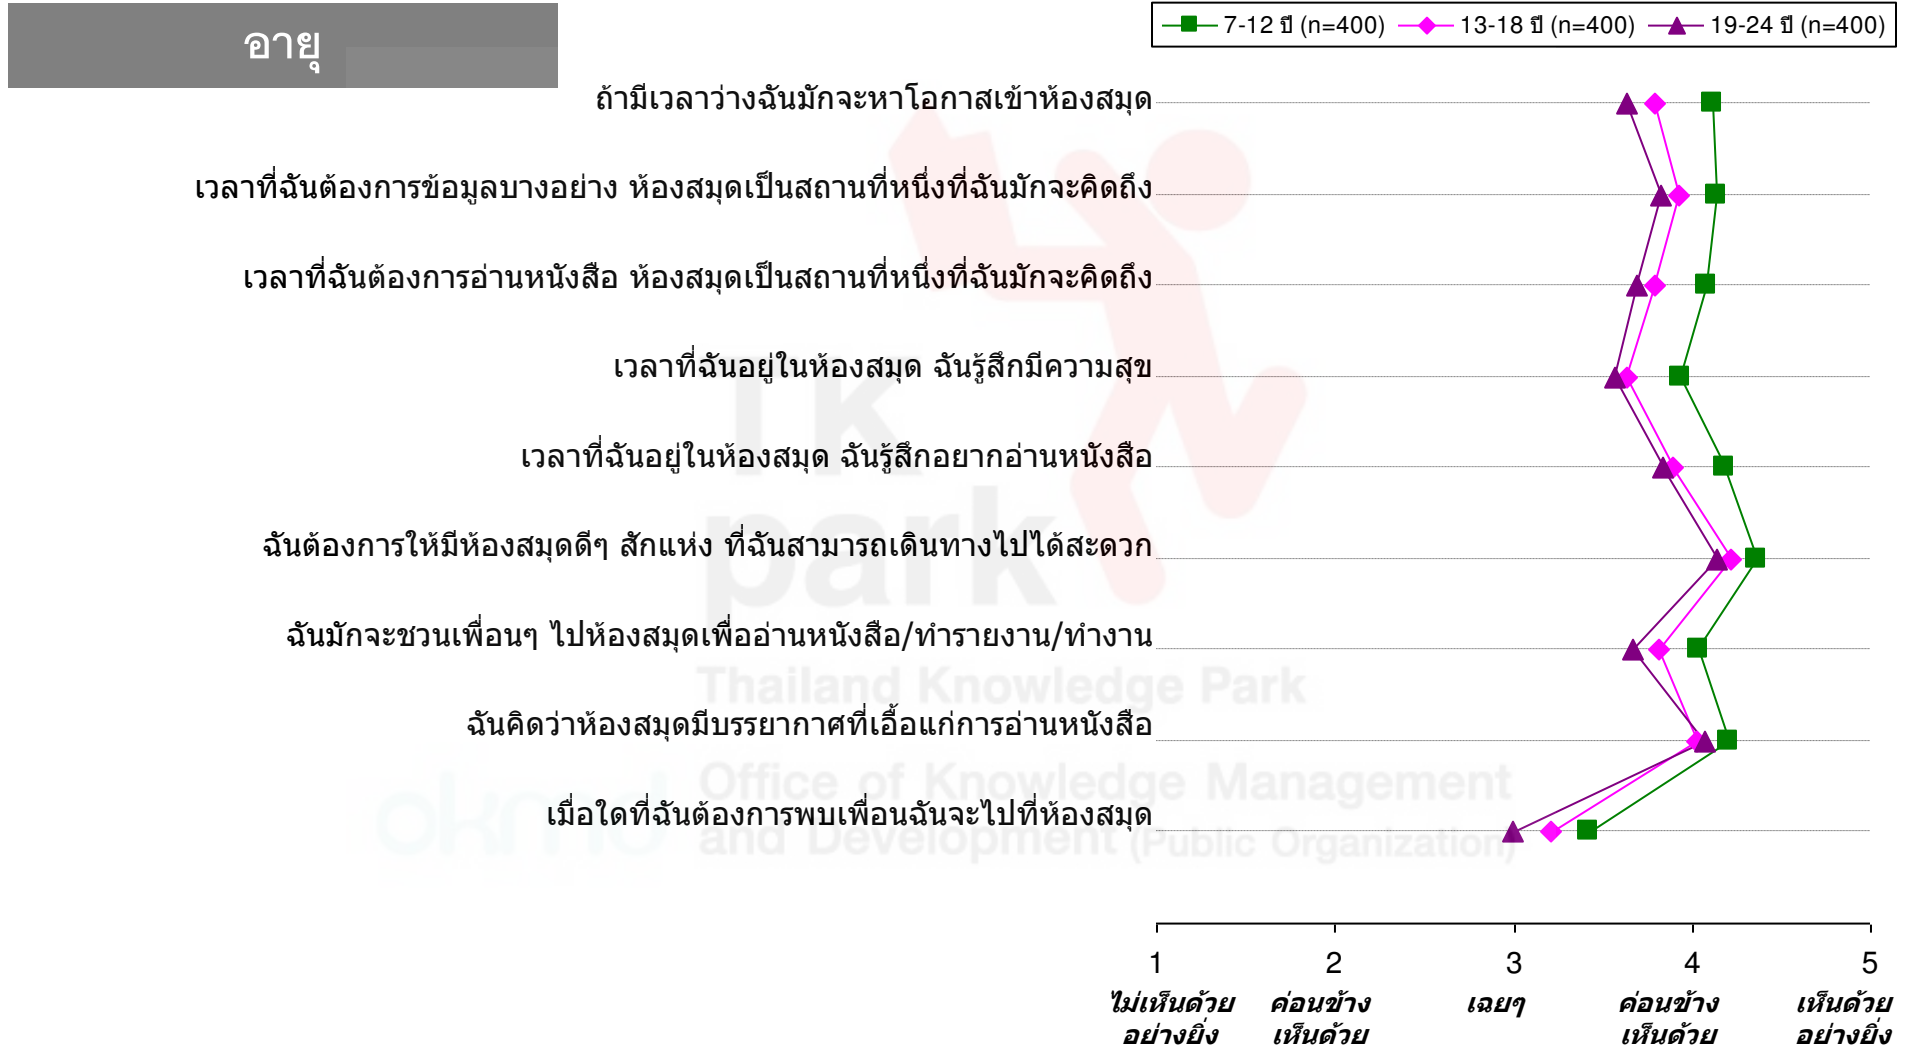 อายุ
7-12 ปี (n=400) 13-18 ปี (n=400) 19-24 ปี (n=400)
ถ้ามีเวลาว่างฉันมักจะหาโอกาสเข้าห้องสมุด
เวลาที่ฉันต้องการข้อมูลบางอย่าง ห้องสมุดเป็นสถานที่หนึ่งที่ฉันมักจะคิดถึง
เวลาที่ฉันต้องการอ่านหนังสือ ห้องสมุดเป็นสถานที่หนึ่งที่ฉันมักจะคิดถึง
เวลาที่ฉันอยู่ในห้องสมุด ฉันรู้สึกมีความสุข
เวลาที่ฉันอยู่ในห้องสมุด ฉันรู้สึกอยากอ่านหนังสือ
ฉันต้องการให้มีห้องสมุดดีๆ สักแห่ง ที่ฉันสามารถเดินทางไปได้สะดวก
ฉันมักจะชวนเพื่อนๆ ไปห้องสมุดเพื่ออ่านหนังสือ/ทำรายงาน/ทำงาน
ฉันคิดว่าห้องสมุดมีบรรยากาศที่เอื้อแก่การอ่านหนังสือ
เมื่อใดที่ฉันต้องการพบเพื่อนฉันจะไปที่ห้องสมุด
TK
park
Thailand Knowledge Park
okmd
Office of Knowledge Management
and Development (Public Organization)
1 2 3 4 5
ไม่เห็นด้วย ค่อนข้าง เฉยๆ ค่อนข้าง เห็นด้วย
อย่างยิ่ง เห็นด้วย เห็นด้วย อย่างยิ่ง